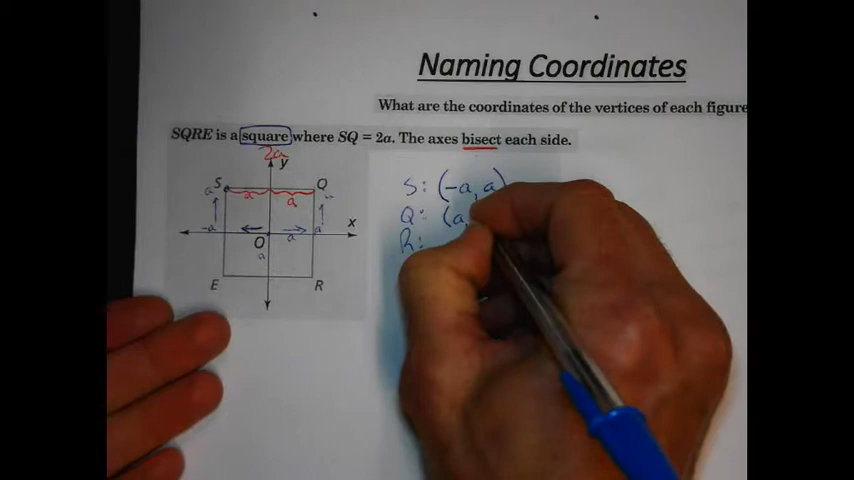 Naming Coordinates
What are the coordinates of the vertices of each figure
SQRE is a square where SQ = 2a. The axes bisect each side.
2a
y
S
Q
a
a
a
x
-a
a
a
O
a
E
R
S: (-a, a)
Q: (a,
R: